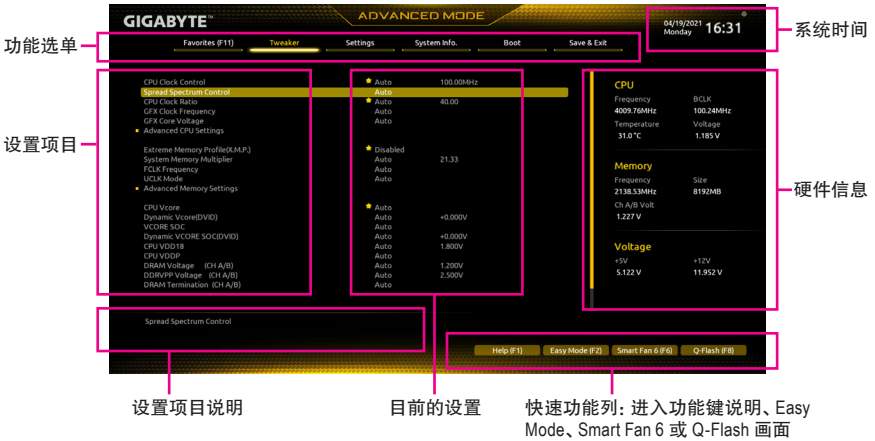 GIGABYTE™
ADVANCED MODE
04/19/2021
Monday
16:31
系统时间
功能选单
Favorites (F11) Tweaker Settings System Info. Boot Save & Exit
设置项目
CPU Clock Control Auto 100.00MHz
Spread Spectrum Control Auto
CPU Clock Ratio Auto 40.00
GFX Clock Frequency Auto
GFX Core Voltage Auto
Advanced CPU Settings
Extreme Memory Profile(X.M.P.) Disabled
System Memory Multiplier Auto 21.33
FCLK Frequency Auto
UCLK Mode Auto
Advanced Memory Settings
CPU Vcore Auto
Dynamic Vcore(DVID) Auto +0.000V
VCORE SOC Auto
Dynamic VCORE SOC(DVID) Auto +0.000V
CPU VDD18 Auto 1.800V
CPU VDDP Auto
DRAM Voltage (CH A/B) Auto 1.200V
DDRVPP Voltage (CH A/B) Auto 2.500V
DRAM Termination (CH A/B) Auto
CPU
Frequency BCLK
4009.76MHz 100.24MHz
Temperature Voltage
31.0°C 1.185 V
Memory
Frequency Size
2138.53MHz 8192MB
Ch A/B Volt
1.227 V
Voltage
+5V +12V
5.122 V 11.952 V
硬件信息
Spread Spectrum Control
Help (F1) Easy Mode (F2) Smart Fan 6 (F6) Q-Flash (F8)
设置项目说明
目前的设置
快速功能列: 进入功能键说明、Easy
Mode、Smart Fan 6 或 Q-Flash 画面